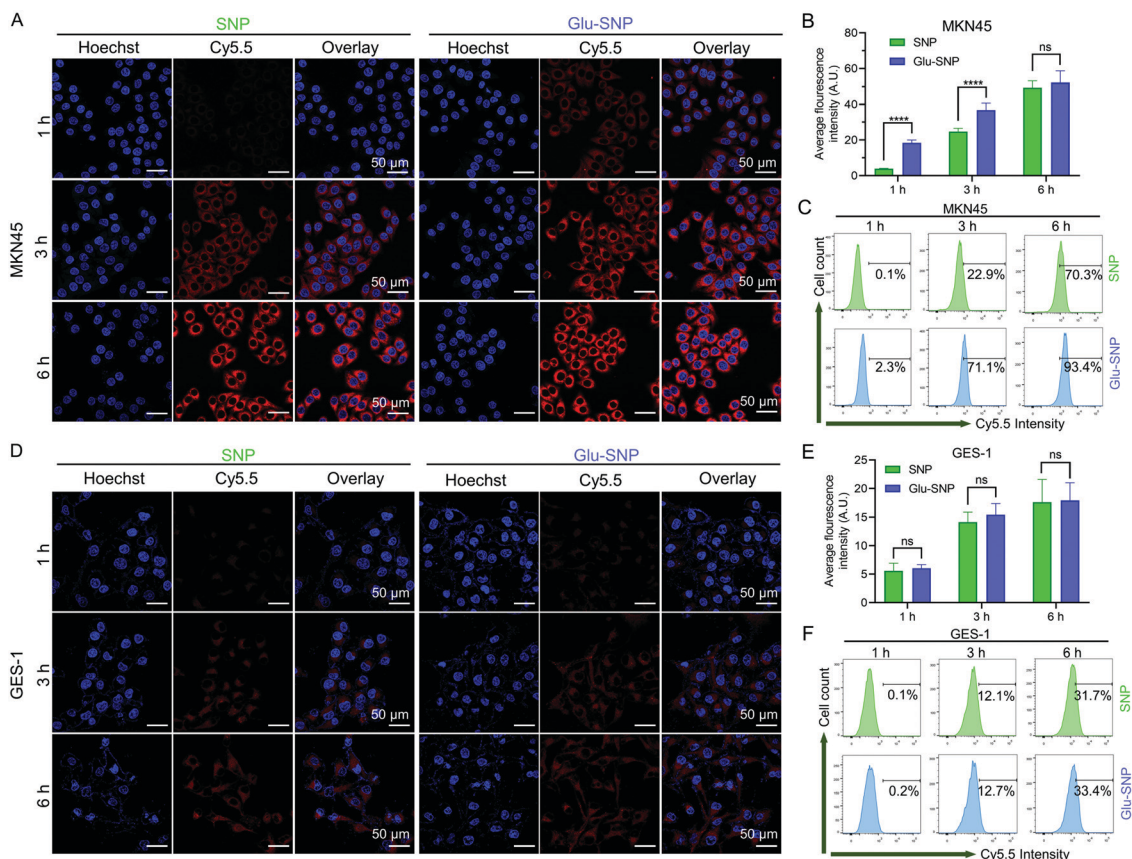 A
SNP
Glu-SNP
Hoechst
Cy5.5
Overlay
Hoechst
Cy5.5
Overlay
MKN45
1 h
50 µm
50 µm
3 h
50 µm
50 µm
6 h
50 µm
50 µm
B
MKN45
SNP
Glu-SNP
Average flourescence
intensity (A.U.)
80
60
40
20
0
****
****
ns
1 h
3 h
6 h
C
MKN45
1 h
3 h
6 h
Cell count
0.1%
22.9%
70.3%
SNP
2.3%
71.1%
93.4%
Glu-SNP
Cy5.5 Intensity
D
SNP
Glu-SNP
Hoechst
Cy5.5
Overlay
Hoechst
Cy5.5
Overlay
GES-1
1 h
50 µm
50 µm
3 h
50 µm
50 µm
6 h
50 µm
50 µm
E
GES-1
SNP
Glu-SNP
Average flourescence
intensity (A.U.)
25
20
15
10
5
0
ns
ns
ns
1 h
3 h
6 h
F
GES-1
1 h
3 h
6 h
Cell count
0.1%
12.1%
31.7%
SNP
0.2%
12.7%
33.4%
Glu-SNP
Cy5.5 Intensity